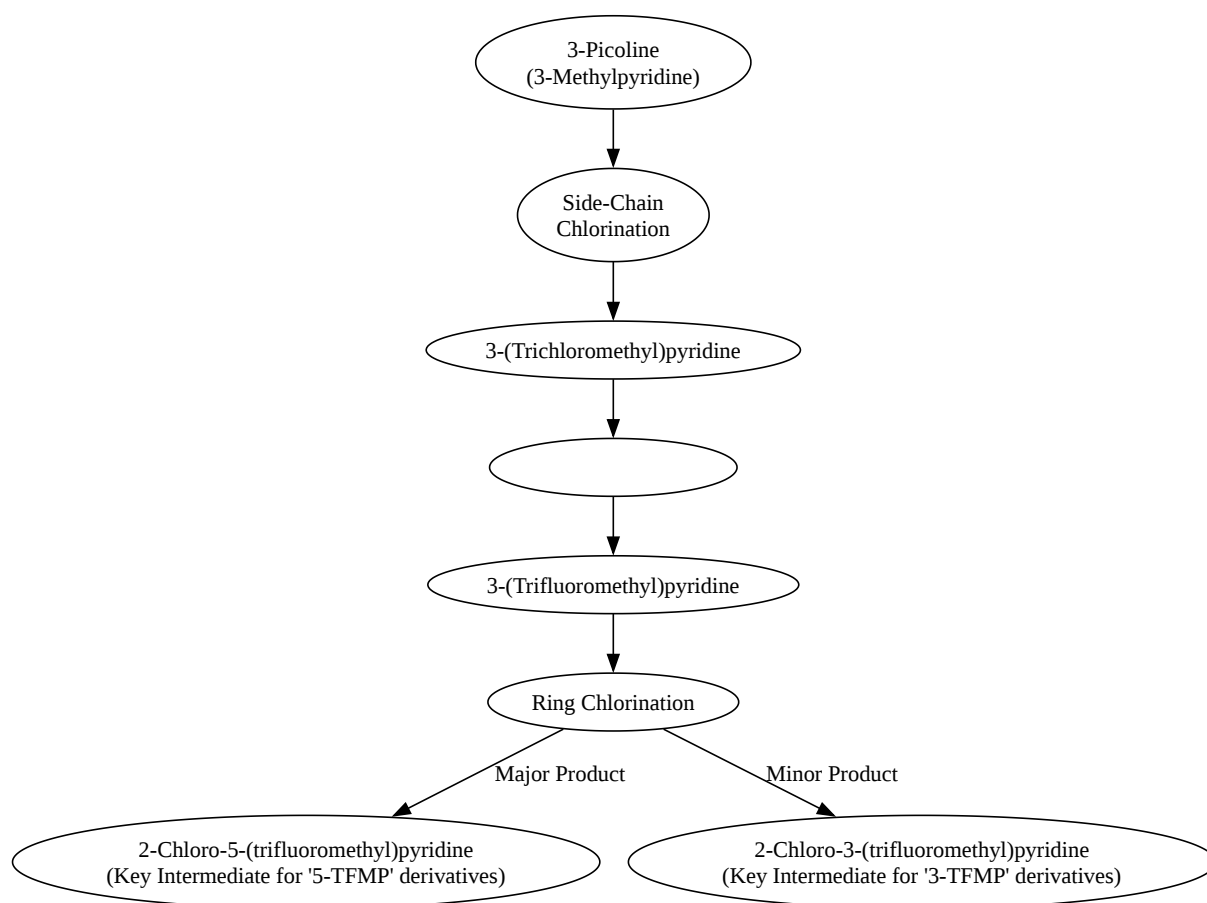 3-Picoline
(3-Methylpyridine)
Side-Chain
Chlorination
3-(Trichloromethyl)pyridine
3-(Trifluoromethyl)pyridine
Ring Chlorination
Major Product
Minor Product
2-Chloro-5-(trifluoromethyl)pyridine
(Key Intermediate for '5-TFMP' derivatives)
2-Chloro-3-(trifluoromethyl)pyridine
(Key Intermediate for '3-TFMP' derivatives)